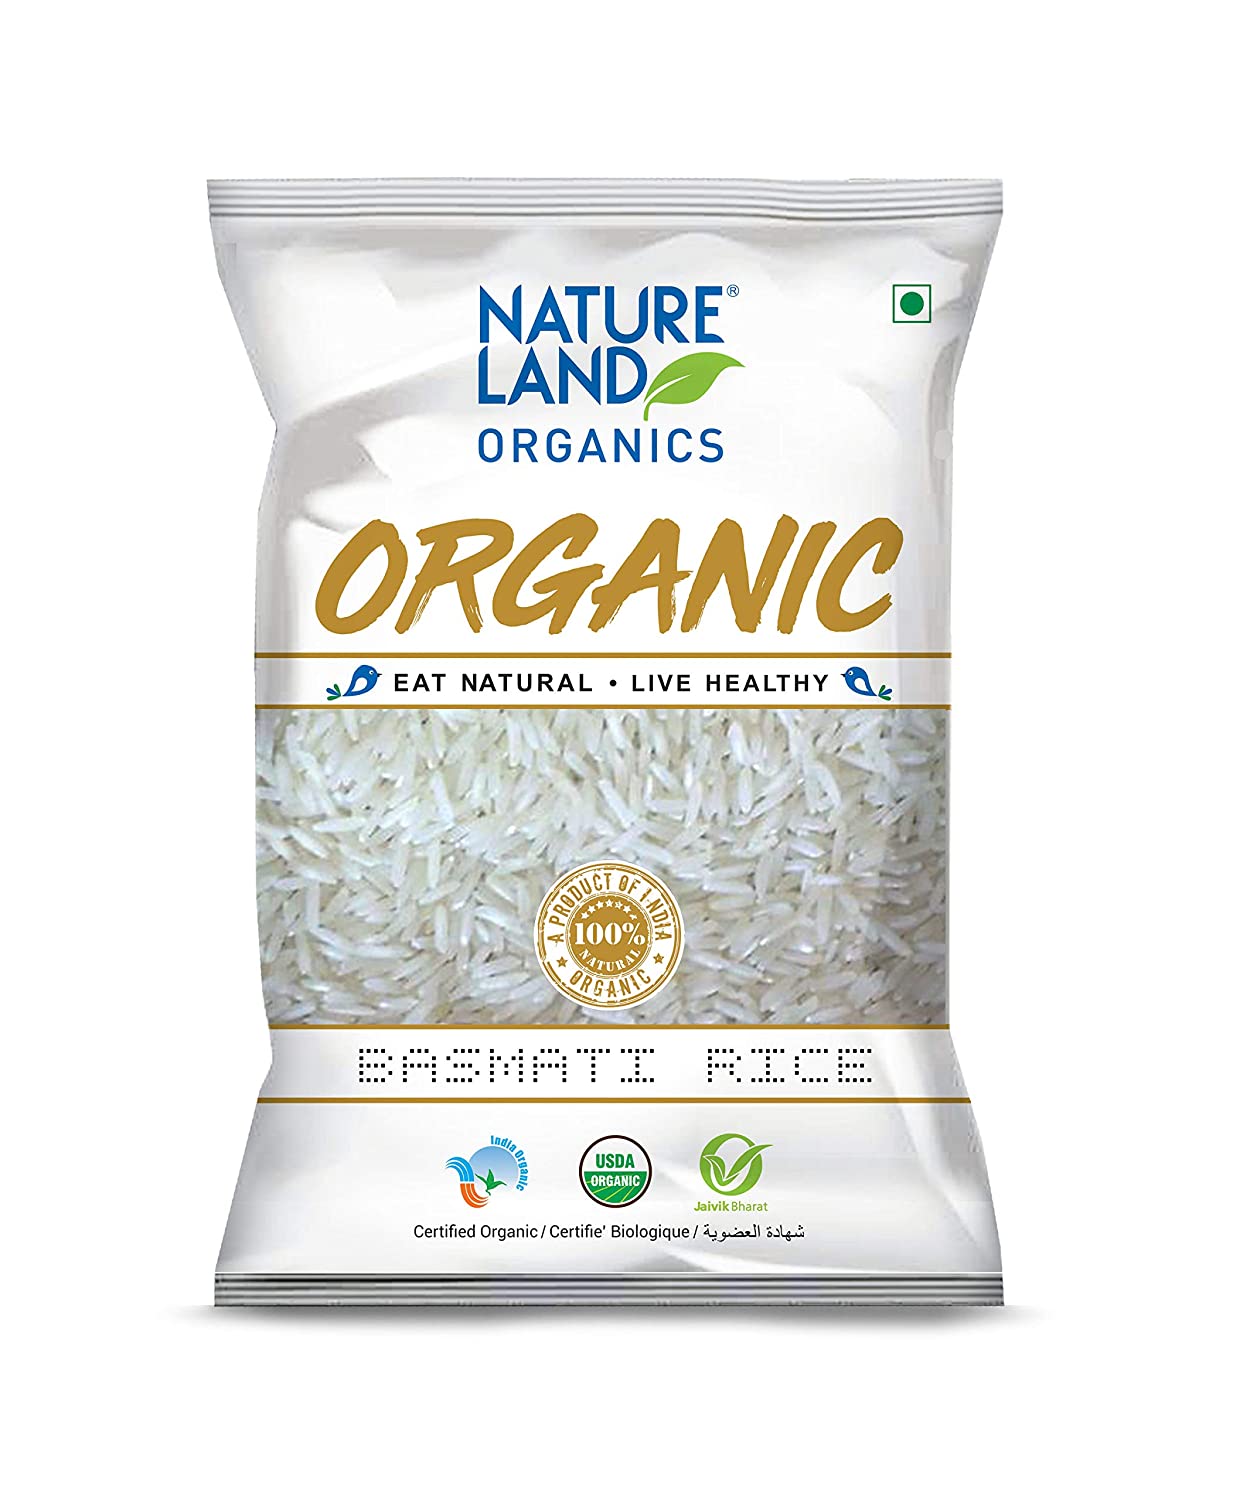 NATURE®
LAND
ORGANICS
ORGANIC
EAT NATURAL • LIVE HEALTHY
A PRODUCT OF INDIA
100%
NATURAL
ORGANIC
BASMATI RICE
India Organic
USDA
ORGANIC
Jaivik Bharat
Certified Organic / Certifie' Biologique / شهادة العضوية